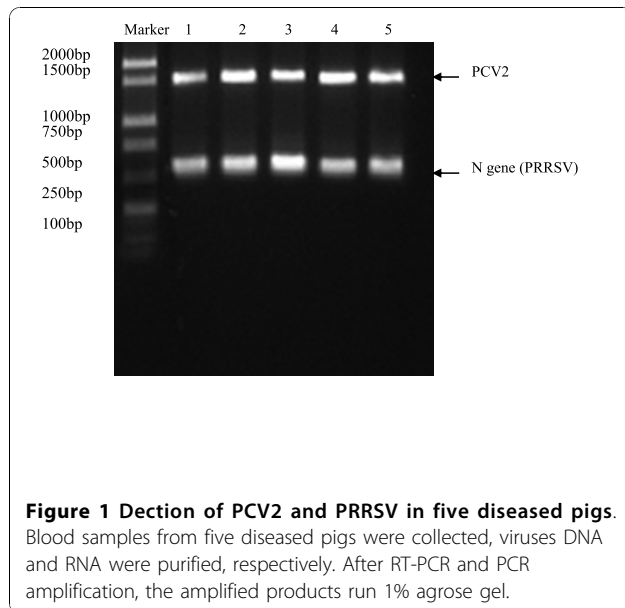 Marker 1 2 3 4 5
2000bp
1500bp
PCV2
1000bp
750bp
500bp
N gene (PRRSV)
250bp
100bp
Figure 1 Dection of PCV2 and PRRSV in five diseased pigs.
Blood samples from five diseased pigs were collected, viruses DNA
and RNA were purified, respectively. After RT-PCR and PCR
amplification, the amplified products run 1% agrose gel.